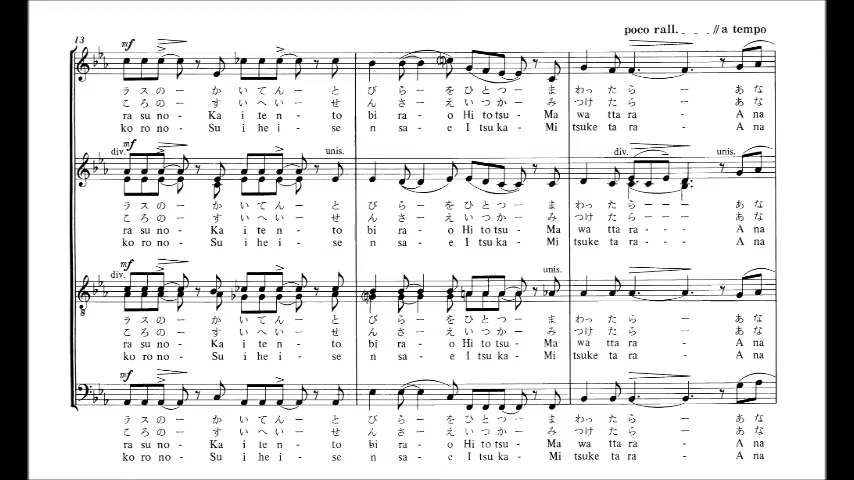 poco rall. _ _ _ // a tempo
13
mf
ラ ス の ー か い て ん ー と び ら ー を ひ と つ ー ま わっ た ら ー あ な
こ ろ の ー す い へ い ー せ ん さ ー え い つ か ー み つけ た ら ー あ な
ra su no - Ka i te n - to bi ra - o Hi to tsu - Ma wa tta ra - A na
ko ro no - Su i he i - se n sa - e I tsu ka - Mi tsuke ta ra - A na
div. mf unis. div. unis.
ラ ス の ー か い て ん ー と び ら ー を ひ と つ ー ま わっ た ら ー ー ー あ な
こ ろ の ー す い へ い ー せ ん さ ー え い つ か ー み つけ た ら ー ー ー あ な
ra su no - Ka i te n - to bi ra - o Hi to tsu - Ma wa tta ra - - - A na
ko ro no - Su i he i - se n sa - e I tsu ka - Mi tsuke ta ra - - - A na
div. mf unis.
8
ラ ス の ー か い て ん ー と び ら ー を ひ と つ ー ま わっ た ら ー あ な
こ ろ の ー す い へ い ー せ ん さ ー え い つ か ー み つけ た ら ー あ な
ra su no - Ka i te n - to bi ra - o Hi to tsu - Ma wa tta ra - A na
ko ro no - Su i he i - se n sa - e I tsu ka - Mi tsuke ta ra - A na
mf
ラ ス の ー か い て ん ー と び ら ー を ひ と つ ー ま わっ た ら ー あ な
こ ろ の ー す い へ い ー せ ん さ ー え い つ か ー み つけ た ら ー あ な
ra su no - Ka i te n - to bi ra - o Hi to tsu - Ma wa tta ra - A na
ko ro no - Su i he i - se n sa - e I tsu ka - Mi tsuke ta ra - A na